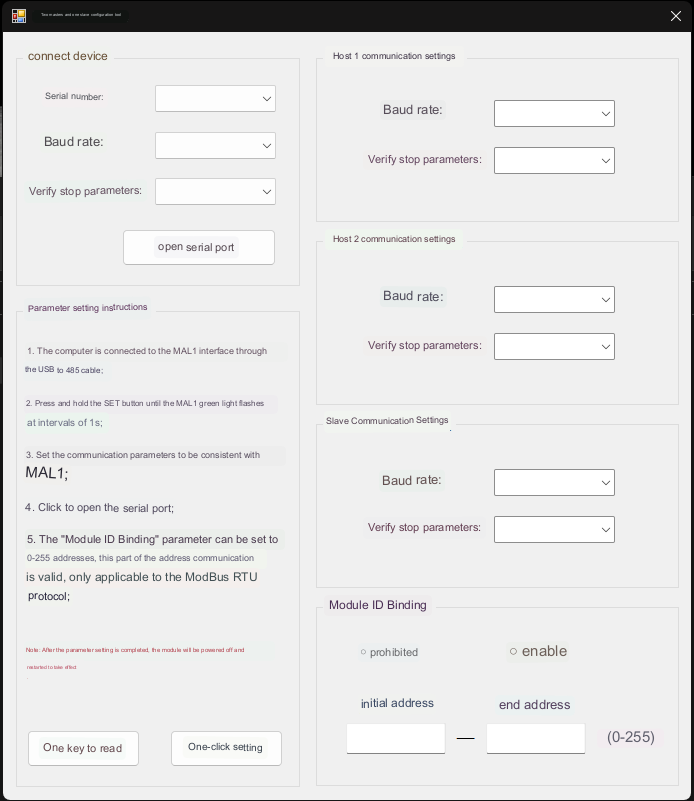 Two masters and one slave configuration tool
connect device
Serial number:
Baud rate:
Verify stop parameters:
open serial port
Parameter setting instructions
1. The computer is connected to the MAL1 interface through
the USB to 485 cable;
2. Press and hold the SET button until the MAL1 green light flashes
at intervals of 1s;
3. Set the communication parameters to be consistent with
MAL1;
4. Click to open the serial port;
5. The "Module ID Binding" parameter can be set to
0-255 addresses, this part of the address communication
is valid, only applicable to the ModBus RTU
protocol;
Note: After the parameter setting is completed, the module will be powered off and
restarted to take effect.
One key to read
One-click setting
Host 1 communication settings
Baud rate:
Verify stop parameters:
Host 2 communication settings
Baud rate:
Verify stop parameters:
Slave Communication Settings
Baud rate:
Verify stop parameters:
Module ID Binding
prohibited
enable
initial address
end address
— (0-255)